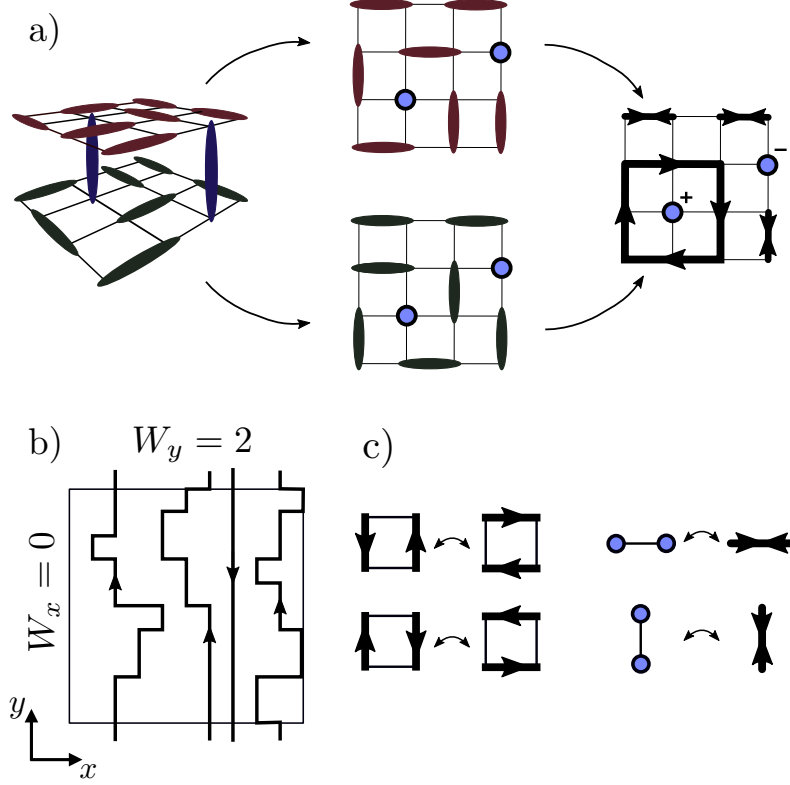 a)
+
−
b)
W_y = 2
c)
W_x = 0
y
x